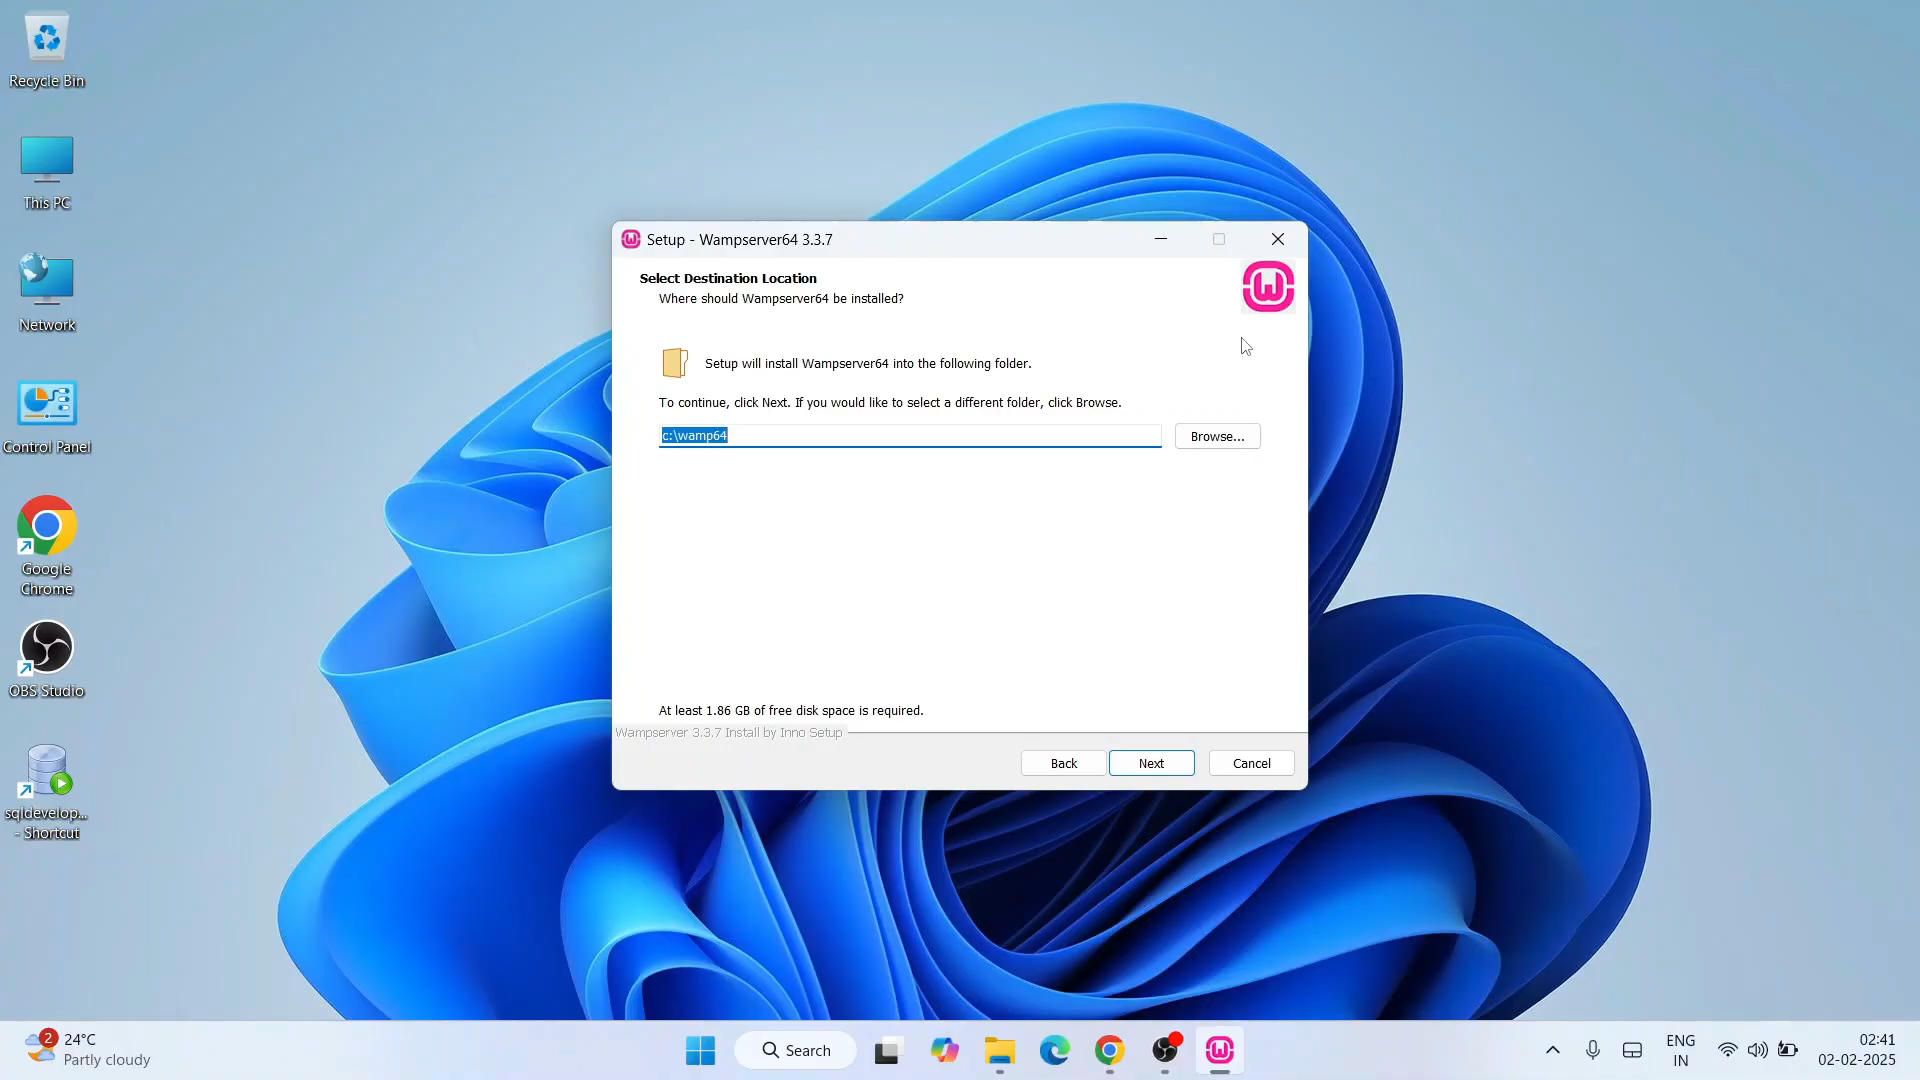 Recycle Bin
This PC
Network
Control Panel
Google
Chrome
OBS Studio
sqldevelop...
- Shortcut
Setup - Wampserver64 3.3.7
Select Destination Location
Where should Wampserver64 be installed?
Setup will install Wampserver64 into the following folder.
To continue, click Next. If you would like to select a different folder, click Browse.
c:\wamp64
Browse...
At least 1.86 GB of free disk space is required.
Wampserver 3.3.7 Install by Inno Setup
Back
Next
Cancel
2
24°C
Partly cloudy
Search
ENG
IN
02:41
02-02-2025